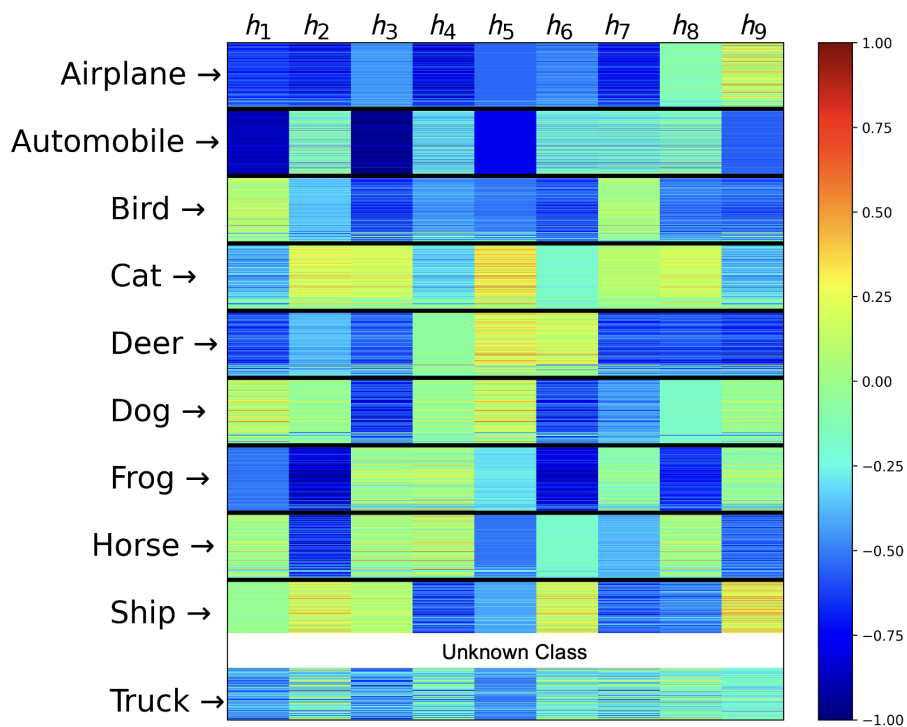 h1 h2 h3 h4 h5 h6 h7 h8 h9
Airplane →
Automobile →
Bird →
Cat →
Deer →
Dog →
Frog →
Horse →
Ship →
Unknown Class
Truck →
1.00
0.75
0.50
0.25
0.00
−0.25
−0.50
−0.75
−1.00